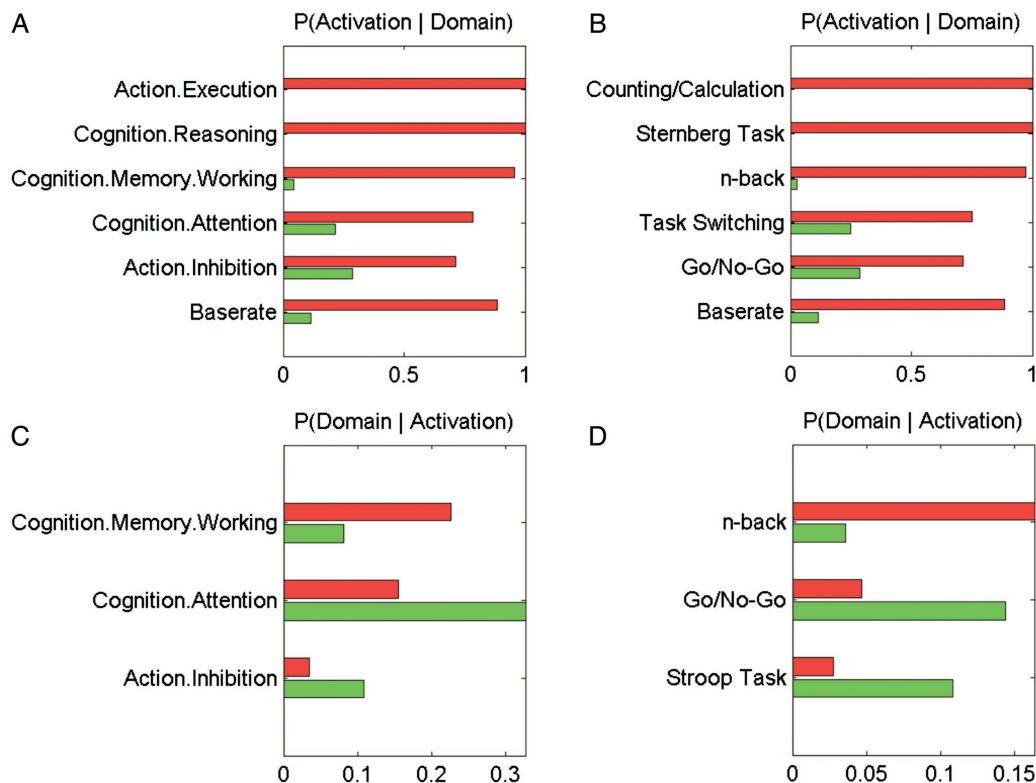 A
P(Activation | Domain)
Action.Execution
Cognition.Reasoning
Cognition.Memory.Working
Cognition.Attention
Action.Inhibition
Baserate
0 0.5 1
B
P(Activation | Domain)
Counting/Calculation
Sternberg Task
n-back
Task Switching
Go/No-Go
Baserate
0 0.5 1
C
P(Domain | Activation)
Cognition.Memory.Working
Cognition.Attention
Action.Inhibition
0 0.1 0.2 0.3
D
P(Domain | Activation)
n-back
Go/No-Go
Stroop Task
0 0.05 0.1 0.15